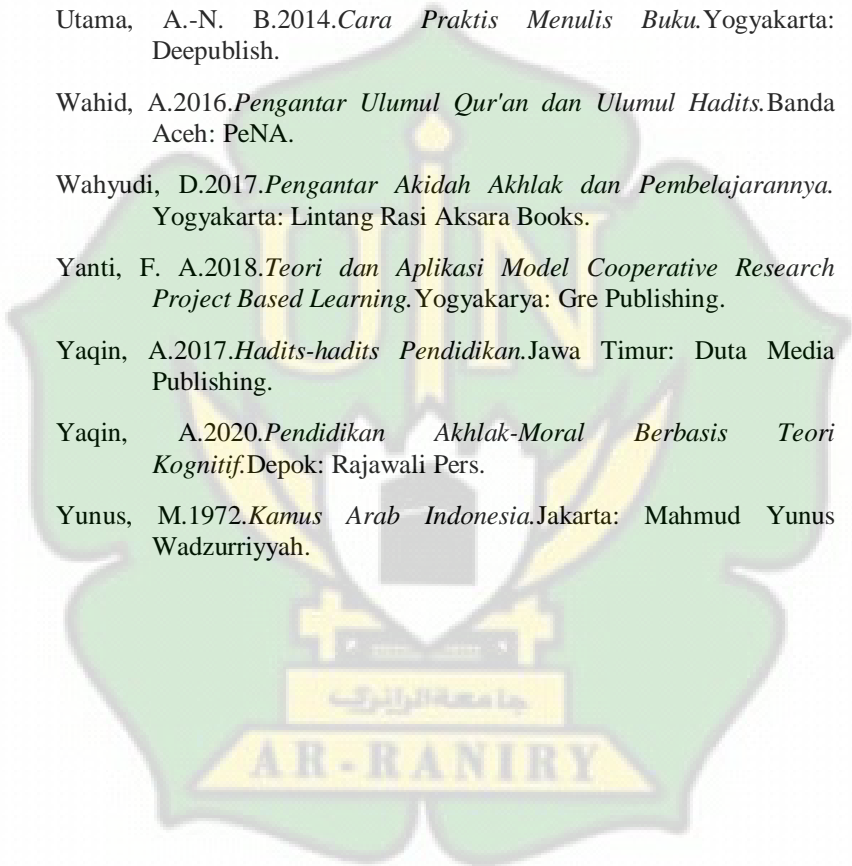 Utama, A.-N. B.2014.Cara Praktis Menulis Buku.Yogyakarta:
Deepublish.
Wahid, A.2016.Pengantar Ulumul Qur'an dan Ulumul Hadits.Banda
Aceh: PeNA.
Wahyudi, D.2017.Pengantar Akidah Akhlak dan Pembelajarannya.
Yogyakarta: Lintang Rasi Aksara Books.
Yanti, F. A.2018.Teori dan Aplikasi Model Cooperative Research
Project Based Learning.Yogyakarya: Gre Publishing.
Yaqin, A.2017.Hadits-hadits Pendidikan.Jawa Timur: Duta Media
Publishing.
Yaqin, A.2020.Pendidikan Akhlak-Moral Berbasis Teori
Kognitif.Depok: Rajawali Pers.
Yunus, M.1972.Kamus Arab Indonesia.Jakarta: Mahmud Yunus
Wadzurriyyah.
UIN
جامعة الرانري
AR-RANIRY